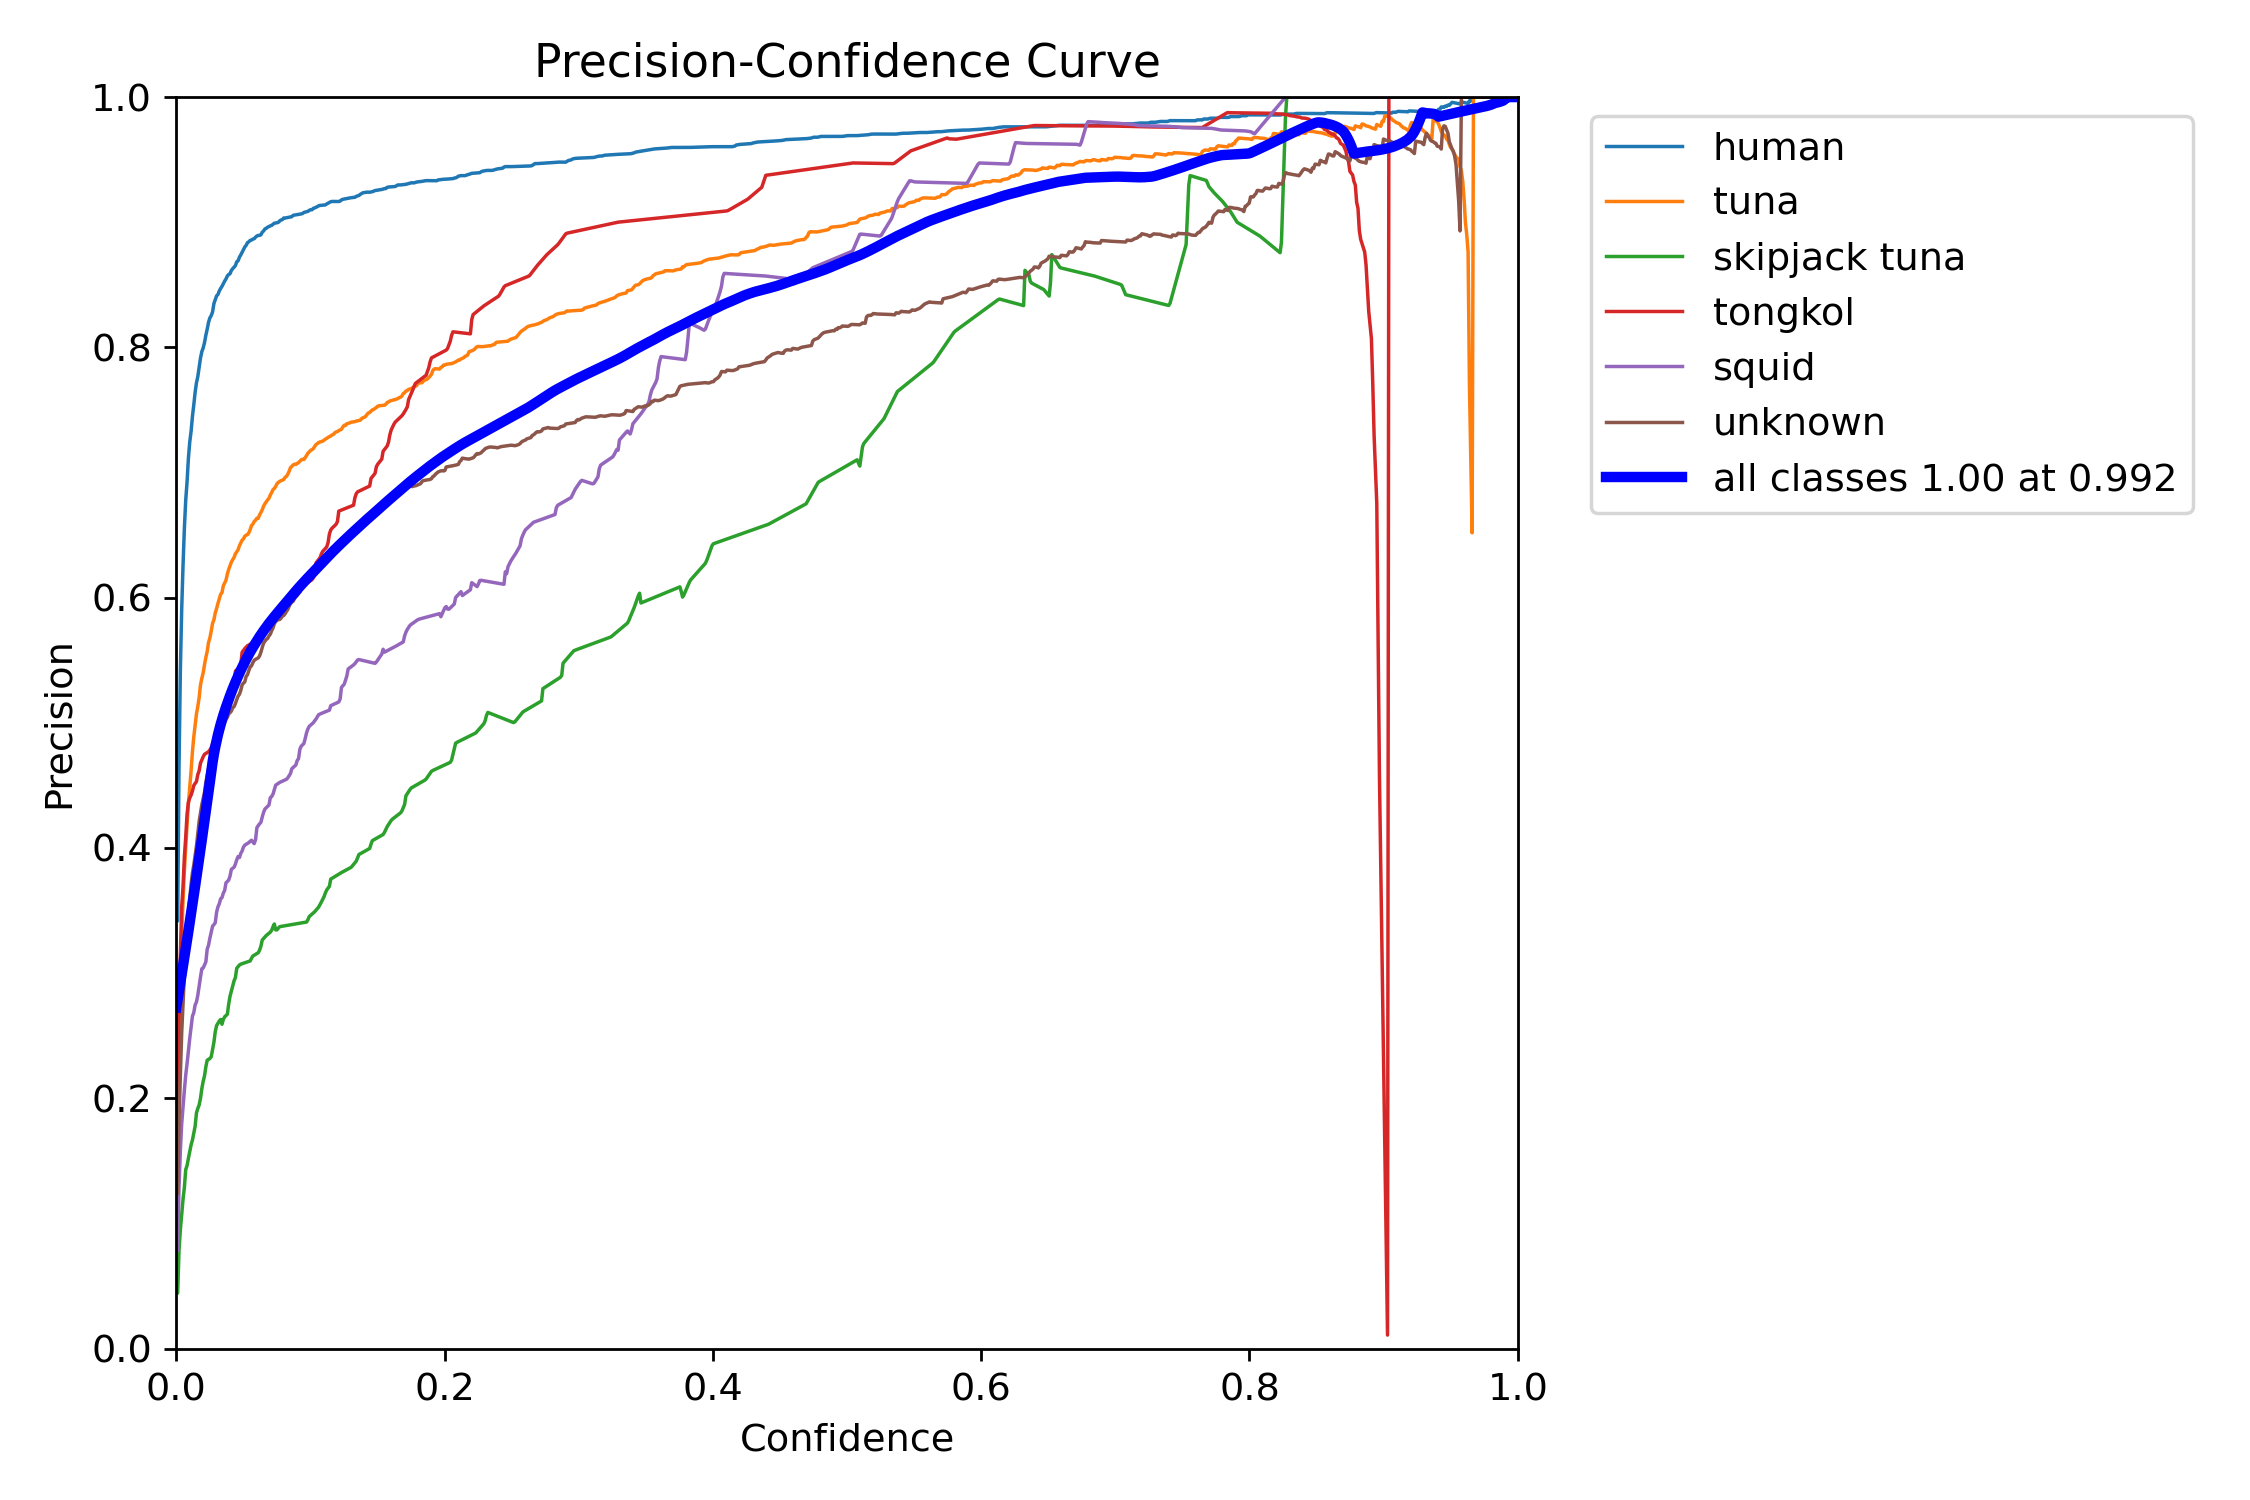 Precision-Confidence Curve
1.0
0.8
0.6
0.4
0.2
0.0
Precision
0.0 0.2 0.4 0.6 0.8 1.0
Confidence
human
tuna
skipjack tuna
tongkol
squid
unknown
all classes 1.00 at 0.992